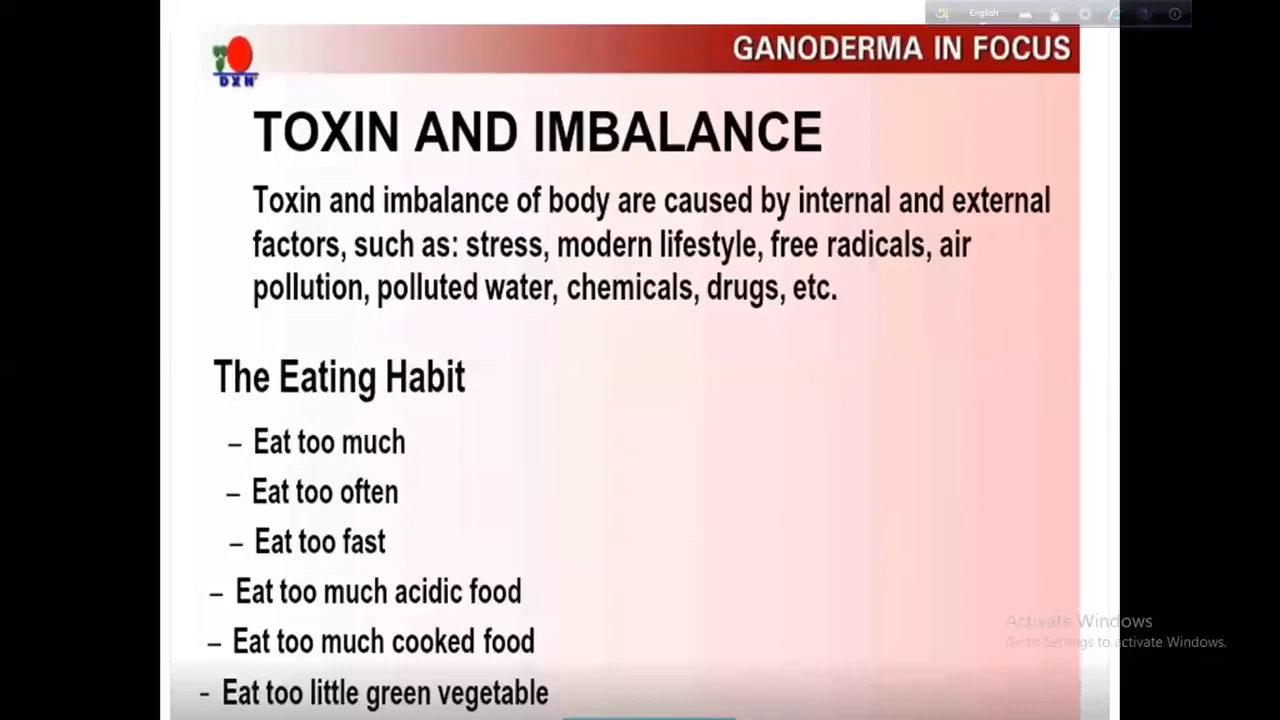 English
GANODERMA IN FOCUS
DXN
TOXIN AND IMBALANCE
Toxin and imbalance of body are caused by internal and external
factors, such as: stress, modern lifestyle, free radicals, air
pollution, polluted water, chemicals, drugs, etc.
The Eating Habit
– Eat too much
– Eat too often
– Eat too fast
– Eat too much acidic food
– Eat too much cooked food
- Eat too little green vegetable
Activate Windows
Go to Settings to activate Windows.